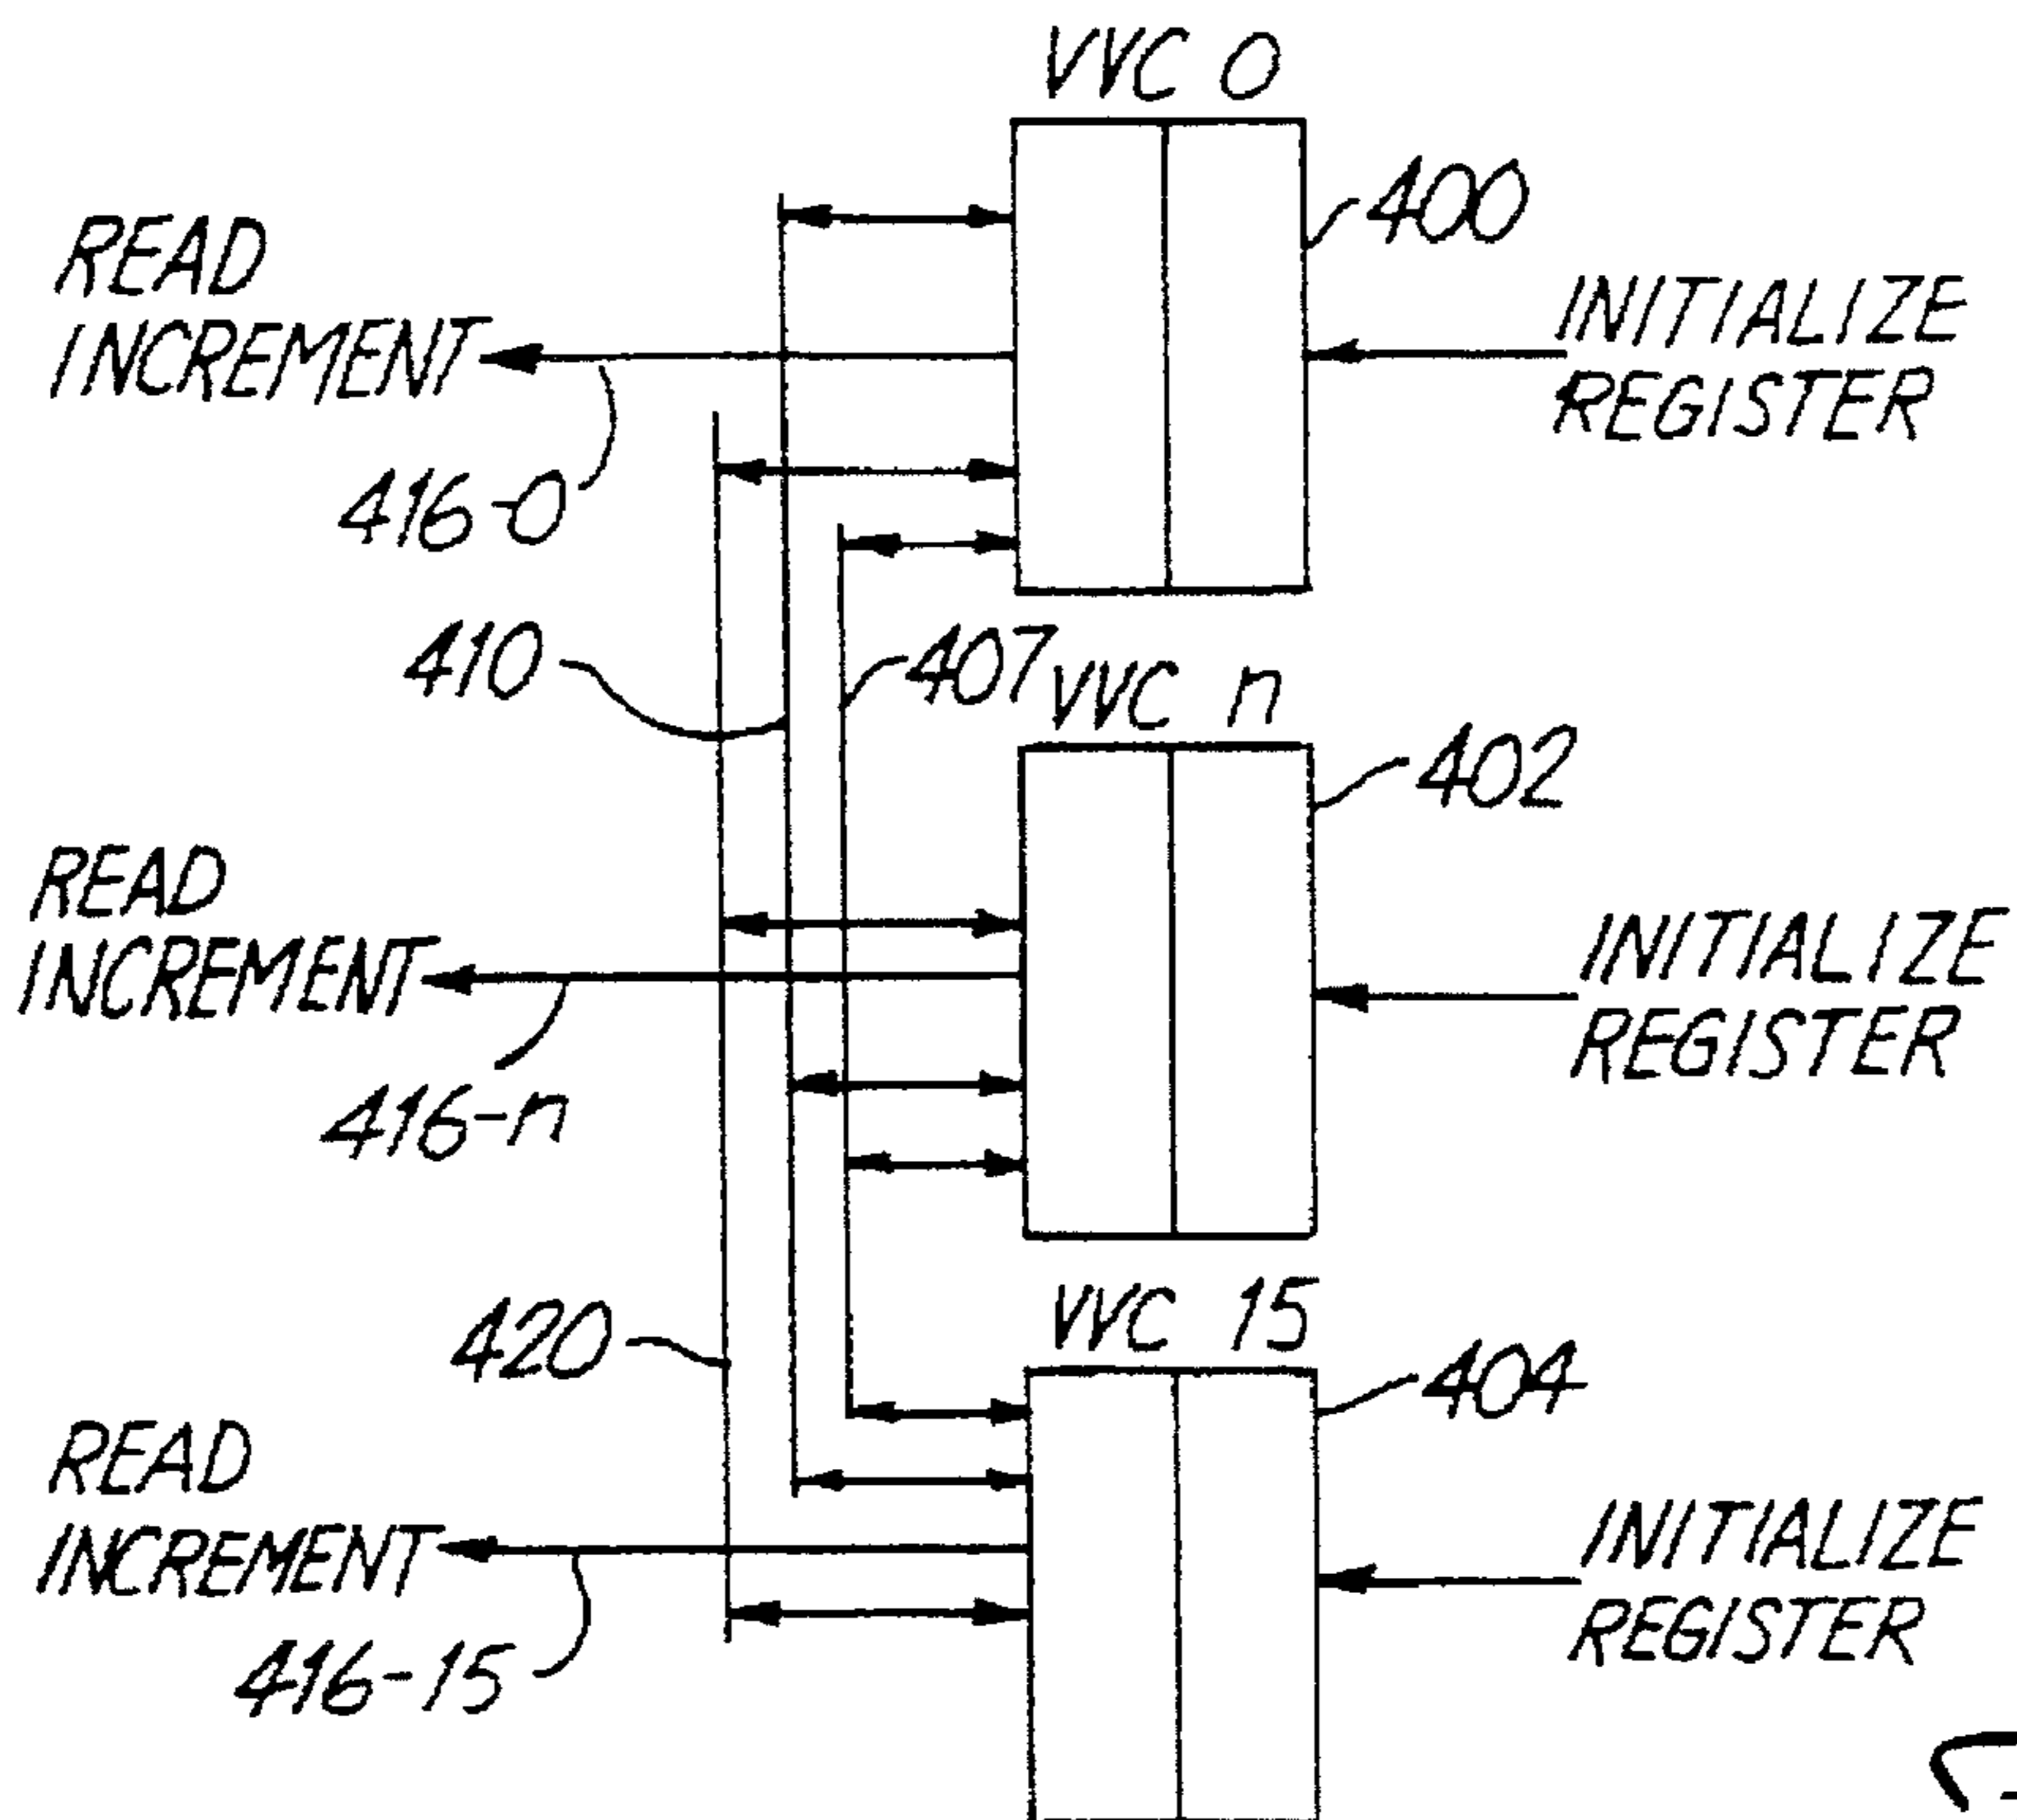 VVC 0
400
READ
INCREMENT
INITIALIZE
REGISTER
416-0
410
407
VVC n
402
READ
INCREMENT
INITIALIZE
REGISTER
416-n
VVC 15
420
404
READ
INCREMENT
INITIALIZE
REGISTER
416-15